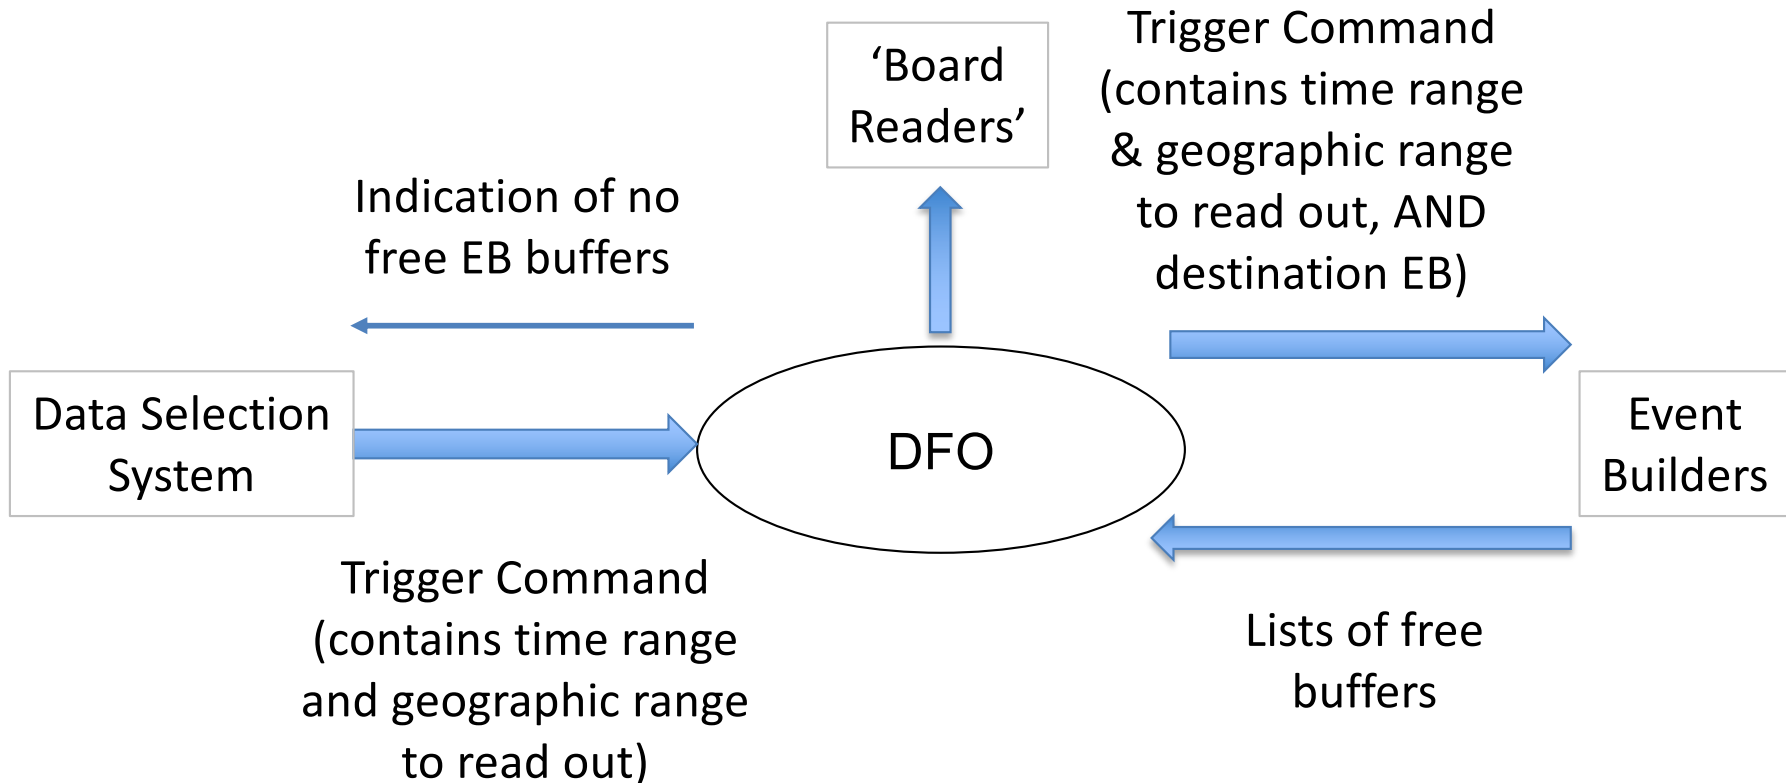 ‘Board
Readers’
Trigger Command
(contains time range
& geographic range
to read out, AND
destination EB)
Indication of no
free EB buffers
Data Selection
System
DFO
Event
Builders
Trigger Command
(contains time range
and geographic range
to read out)
Lists of free
buffers